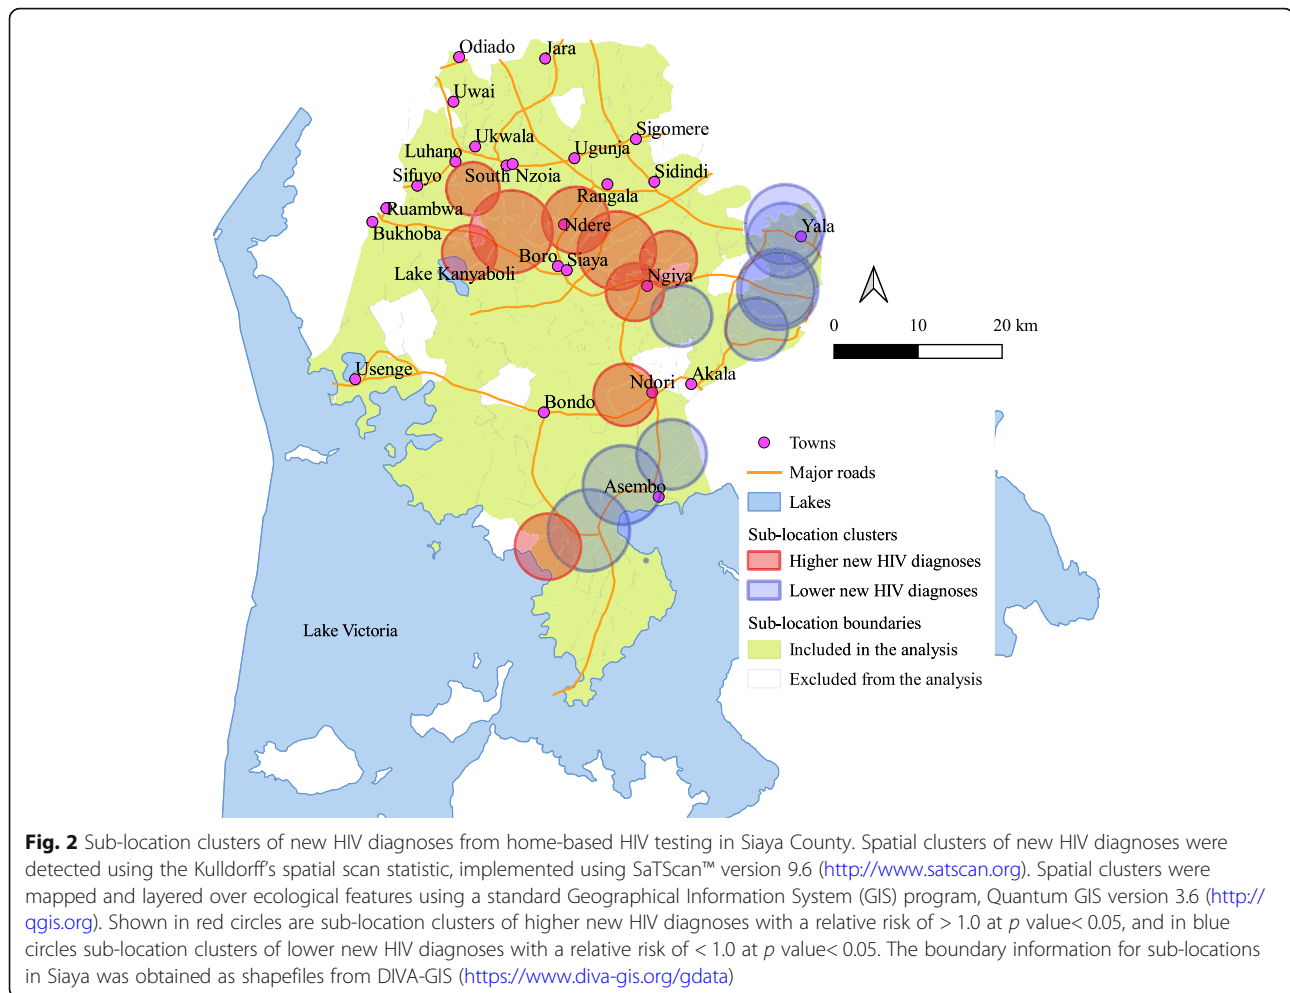 Odiado
Jara
Uwai
Sigomere
Ukwala
Ugunja
Luhano
South Nzoia
Sidindi
Sifuyo
Rangala
Ruambwa
Ndere
Yala
Bukhoba
Boro
Siaya
Lake Kanyaboli
Ngiya
0 10 20 km
Usenge
Ndori
Akala
Bondo
Towns
Major roads
Asembo
Lakes
Sub-location clusters
Higher new HIV diagnoses
Lower new HIV diagnoses
Sub-location boundaries
Lake Victoria
Included in the analysis
Excluded from the analysis
Fig. 2 Sub-location clusters of new HIV diagnoses from home-based HIV testing in Siaya County. Spatial clusters of new HIV diagnoses were
detected using the Kulldorff's spatial scan statistic, implemented using SaTScan™ version 9.6 (http://www.satscan.org). Spatial clusters were
mapped and layered over ecological features using a standard Geographical Information System (GIS) program, Quantum GIS version 3.6 (http://
qgis.org). Shown in red circles are sub-location clusters of higher new HIV diagnoses with a relative risk of > 1.0 at p value< 0.05, and in blue
circles sub-location clusters of lower new HIV diagnoses with a relative risk of < 1.0 at p value< 0.05. The boundary information for sub-locations
in Siaya was obtained as shapefiles from DIVA-GIS (https://www.diva-gis.org/gdata)